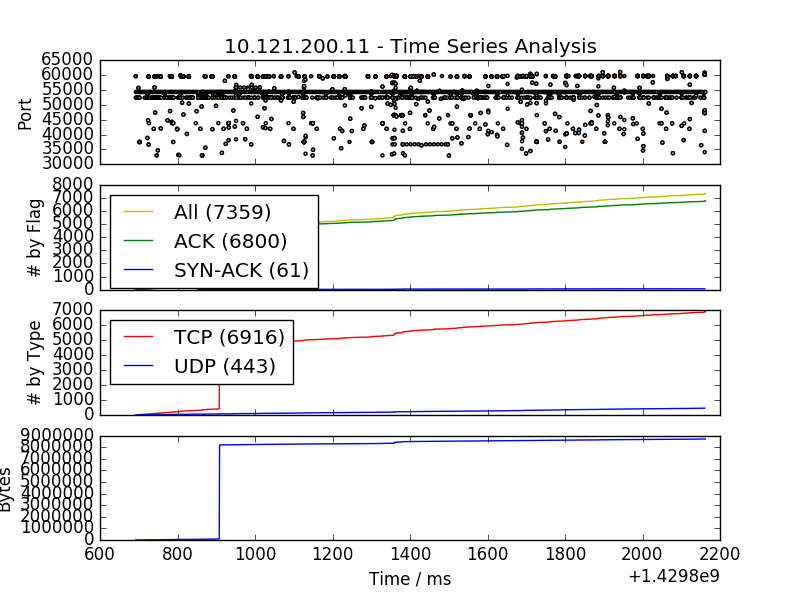 10.121.200.11 - Time Series Analysis
65000
60000
55000
50000
45000
40000
35000
30000
Port
8000
7000
6000
5000
4000
3000
2000
1000
0
# by Flag
All (7359)
ACK (6800)
SYN-ACK (61)
7000
6000
5000
4000
3000
2000
1000
0
# by Type
TCP (6916)
UDP (443)
9000000
8000000
7000000
6000000
5000000
4000000
3000000
2000000
1000000
0
Bytes
600 800 1000 1200 1400 1600 1800 2000 2200
Time / ms
+1.4298e9